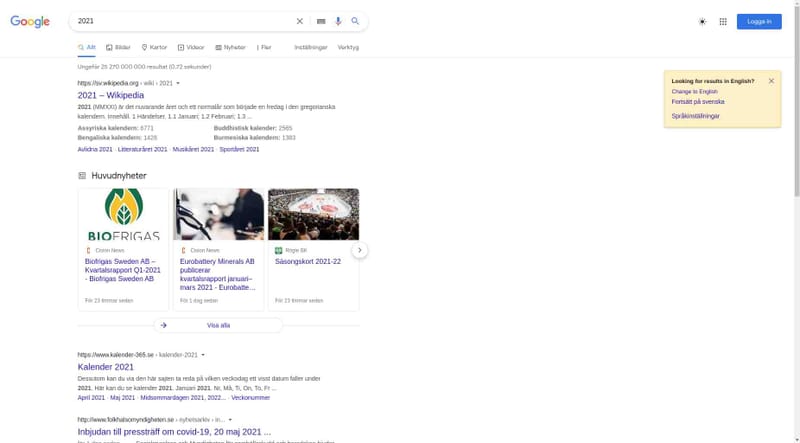 Google
2021
Logga in
Allt
Bilder
Kartor
Videor
Nyheter
Fler
Inställningar
Verktyg
Ungefär 25 270 000 000 resultat (0,72 sekunder)
https://sv.wikipedia.org › wiki › 2021
2021 – Wikipedia
2021 (MMXXI) är det nuvarande året och ett normalår som började en fredag i den gregorianska
kalendern. Innehåll. 1 Händelser. 1.1 Januari; 1.2 Februari; 1.3 ...
Assyriska kalendern: 6771
Buddhistisk kalender: 2565
Bengaliska kalendern: 1428
Burmesiska kalendern: 1383
Avlidna 2021 · Litteraturåret 2021 · Musikåret 2021 · Sportåret 2021
Looking for results in English?
Change to English
Fortsätt på svenska
Språkinställningar
Huvudnyheter
BIOFRIGAS
Cision News
Biofrigas Sweden AB –
Kvartalsrapport Q1-2021
- Biofrigas Sweden AB
För 23 timmar sedan
Cision News
Eurobattery Minerals AB
publicerar
kvartalsrapport januari–
mars 2021 - Eurobatte...
För 1 dag sedan
Rögle BK
Säsongskort 2021-22
För 23 timmar sedan
Visa alla
https://www.kalender-365.se › kalender-2021
Kalender 2021
Dessutom kan du via den här sajten ta reda på vilken veckodag ett visst datum faller under
2021. Här kan du se kalender 2021. Januari 2021. Nr, Må, Ti, On, To, Fr ...
April 2021 · Maj 2021 · Midsommardagen 2021, 2022... · Veckonummer
http://www.folkhalsomyndigheten.se › nyhetsarkiv › in...
Inbjudan till pressträff om covid-19, 20 maj 2021 ...